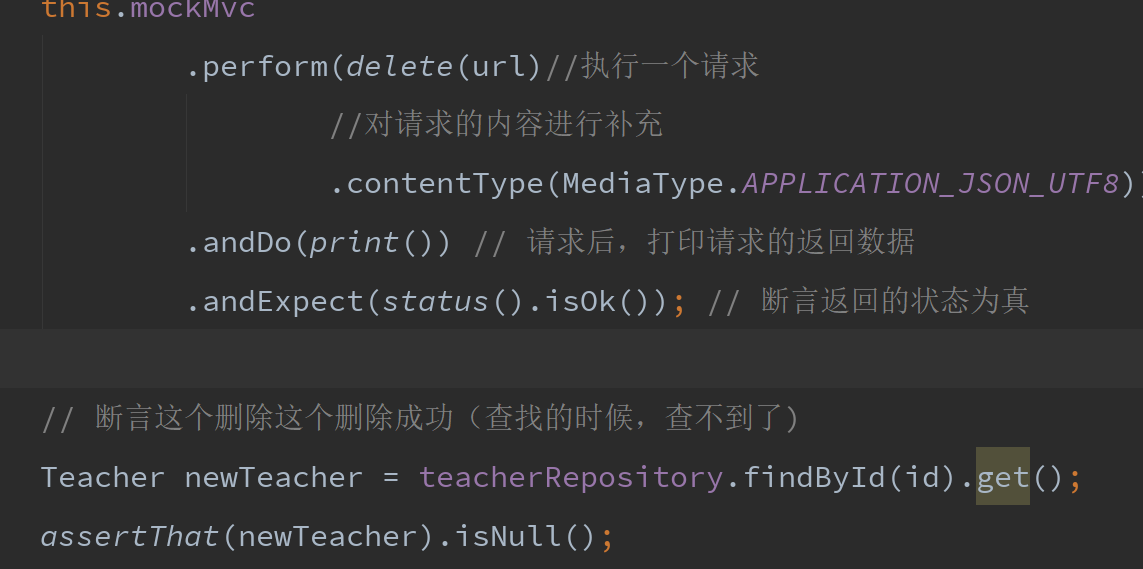 this.mockMvc
.perform(delete(url)//执行一个请求
//对请求的内容进行补充
.contentType(MediaType.APPLICATION_JSON_UTF8))
.andDo(print()) // 请求后，打印请求的返回数据
.andExpect(status().isOk()); // 断言返回的状态为真
// 断言这个删除这个删除成功（查找的时候，查不到了)
Teacher newTeacher = teacherRepository.findById(id).get();
assertThat(newTeacher).isNull();